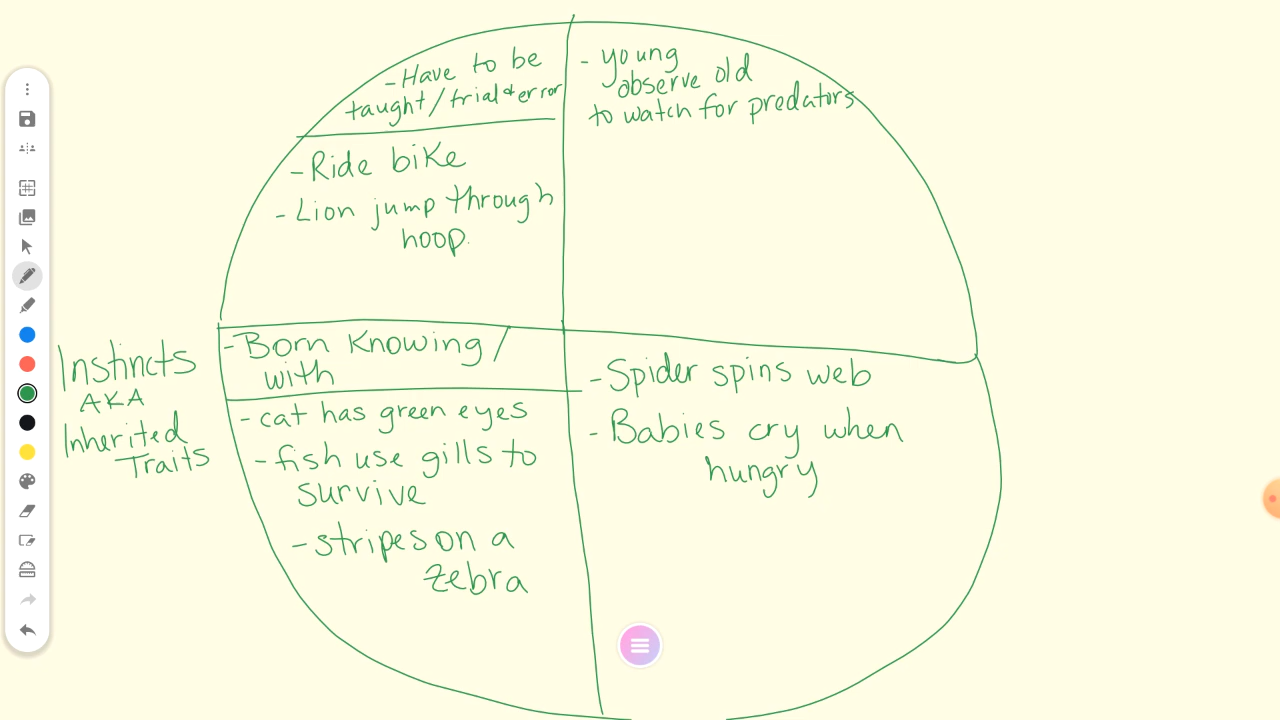 - Have to be
taught/trial & error
- Ride bike
- Lion jump through
hoop.
- young
observe old
to watch for predators
Instincts
AKA
Inherited
Traits
- Born Knowing /
with
- cat has green eyes
- fish use gills to
survive
- stripes on a
zebra
- Spider spins web
- Babies cry when
hungry